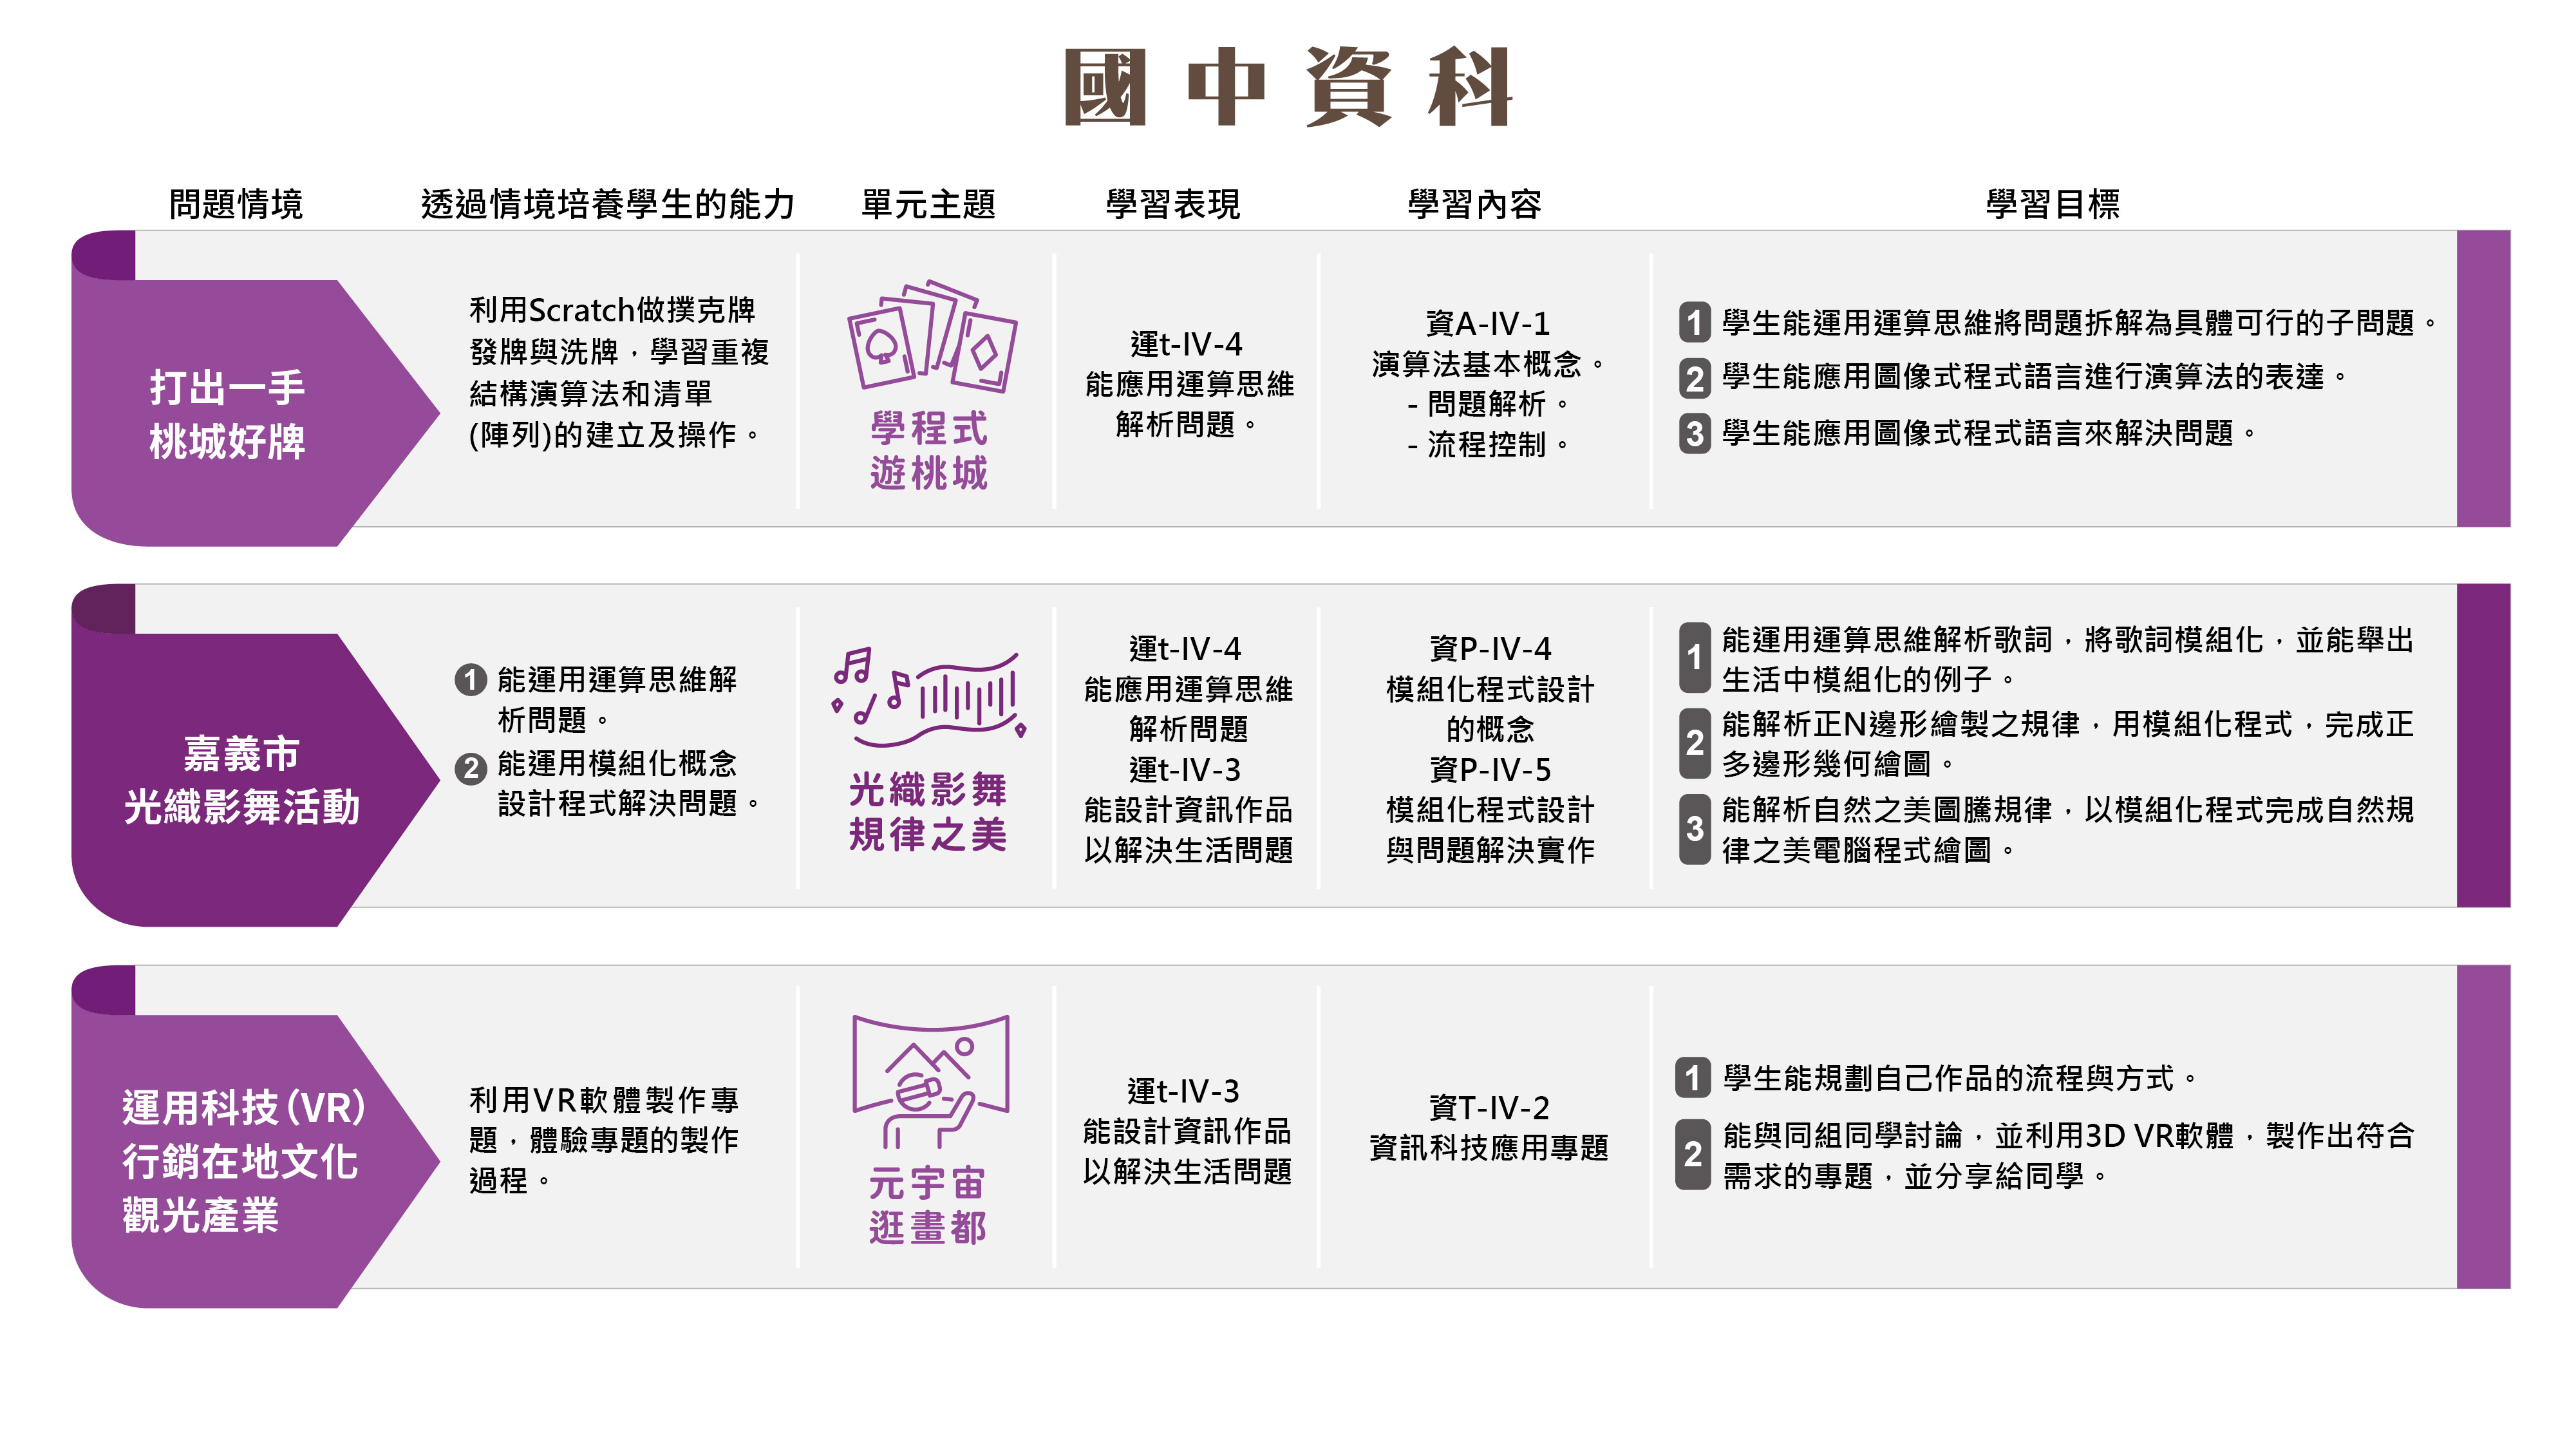 國中資科
問題情境
透過情境培養學生的能力
單元主題
學習表現
學習內容
學習目標
打出一手
桃城好牌
利用Scratch做撲克牌
發牌與洗牌，學習重複
結構演算法和清單
(陣列)的建立及操作。
學程式
遊桃城
運t-IV-4
能應用運算思維
解析問題。
資A-IV-1
演算法基本概念。
- 問題解析。
- 流程控制。
1 學生能運用運算思維將問題拆解為具體可行的子問題。
2 學生能應用圖像式程式語言進行演算法的表達。
3 學生能應用圖像式程式語言來解決問題。
嘉義市
光織影舞活動
1 能運用運算思維解
析問題。
2 能運用模組化概念
設計程式解決問題。
光織影舞
規律之美
運t-IV-4
能應用運算思維
解析問題
運t-IV-3
能設計資訊作品
以解決生活問題
資P-IV-4
模組化程式設計
的概念
資P-IV-5
模組化程式設計
與問題解決實作
1 能運用運算思維解析歌詞，將歌詞模組化，並能舉出
生活中模組化的例子。
2 能解析正N邊形繪製之規律，用模組化程式，完成正
多邊形幾何繪圖。
3 能解析自然之美圖騰規律，以模組化程式完成自然規
律之美電腦程式繪圖。
運用科技(VR)
行銷在地文化
觀光產業
利用VR軟體製作專
題，體驗專題的製作
過程。
元宇宙
逛畫都
運t-IV-3
能設計資訊作品
以解決生活問題
資T-IV-2
資訊科技應用專題
1 學生能規劃自己作品的流程與方式。
2 能與同組同學討論，並利用3D VR軟體，製作出符合
需求的專題，並分享給同學。